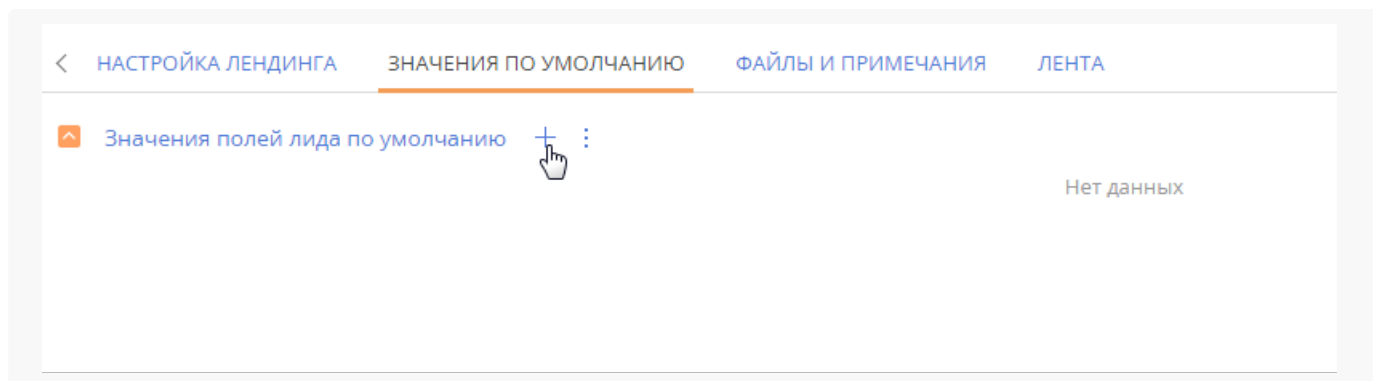 НАСТРОЙКА ЛЕНДИНГА ЗНАЧЕНИЯ ПО УМОЛЧАНИЮ ФАЙЛЫ И ПРИМЕЧАНИЯ ЛЕНТА
Значения полей лида по умолчанию
Нет данных